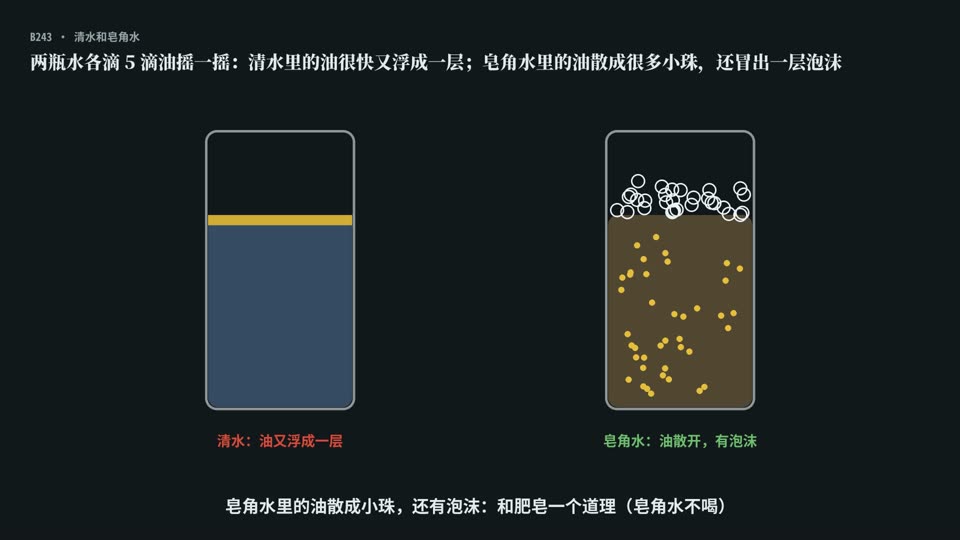 B243 · 清水和皂角水
两瓶水各滴 5 滴油摇一摇：清水里的油很快又浮成一层；皂角水里的油散成很多小珠，还冒出一层泡沫
清水：油又浮成一层
皂角水：油散开，有泡沫
皂角水里的油散成小珠，还有泡沫：和肥皂一个道理（皂角水不喝）